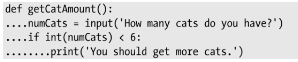 def getCatAmount():
....numCats = input('How many cats do you have?')
....if int(numCats) < 6:
........print('You should get more cats.')